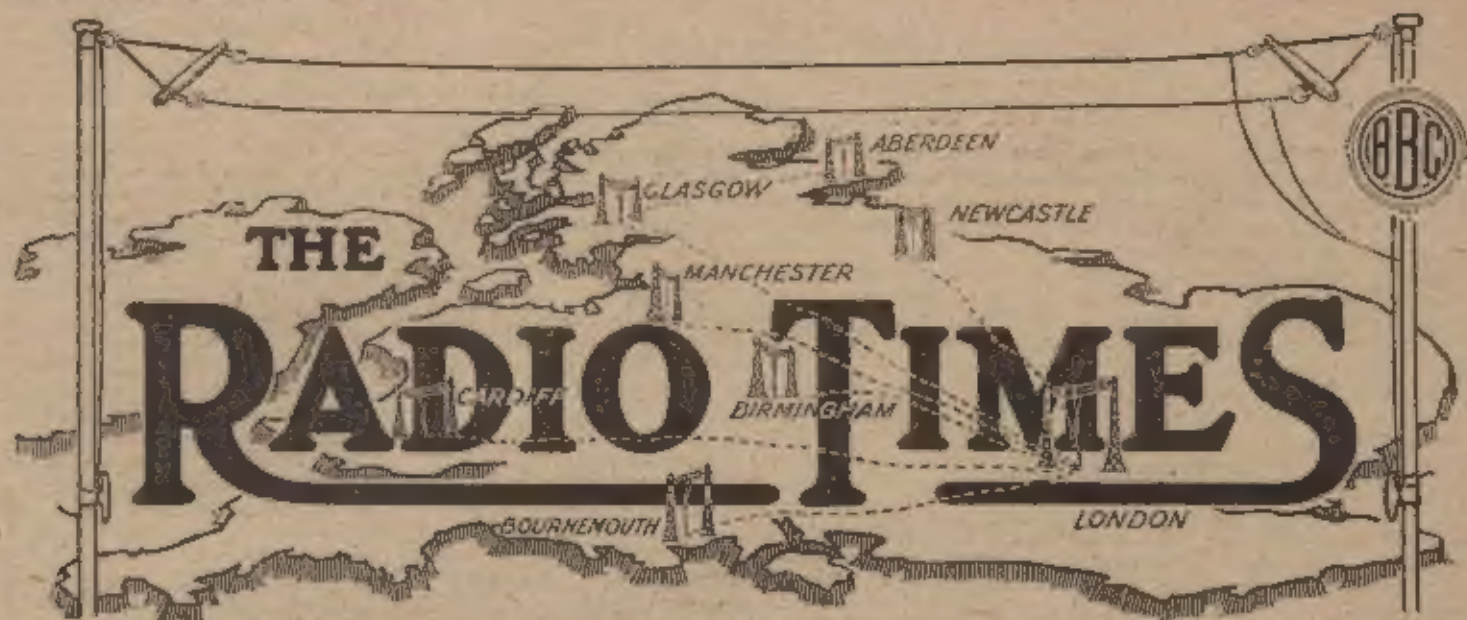 BBC
ABERDEEN
GLASGOW
NEWCASTLE
THE
MANCHESTER
RADIO TIMES
CARDIFF
BIRMINGHAM
BOURNEMOUTH
LONDON